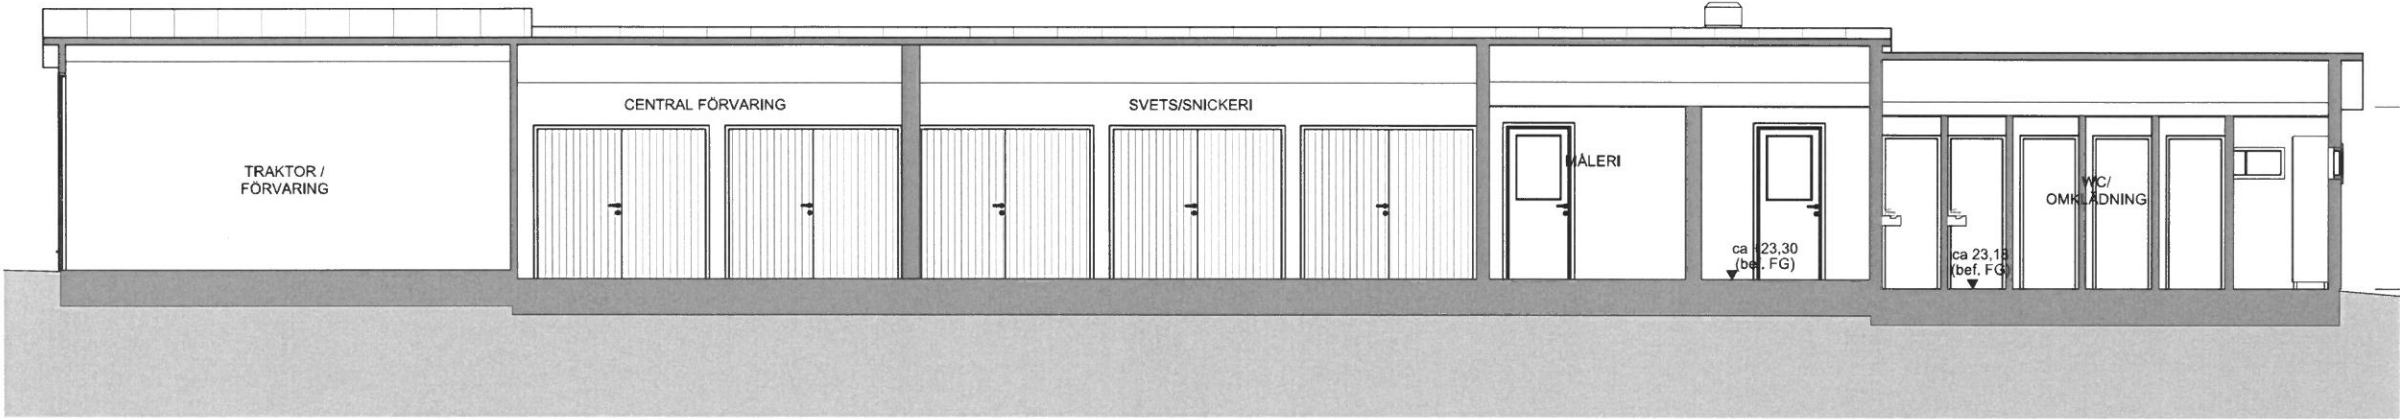 CENTRAL FÖRVARING
SVETS/SNICKERI
TRAKTOR /
FÖRVARING
MÅLERI
WC/
OMKLÄDNING
ca +23,30
(bef. FG)
ca 23,18
(bef. FG)